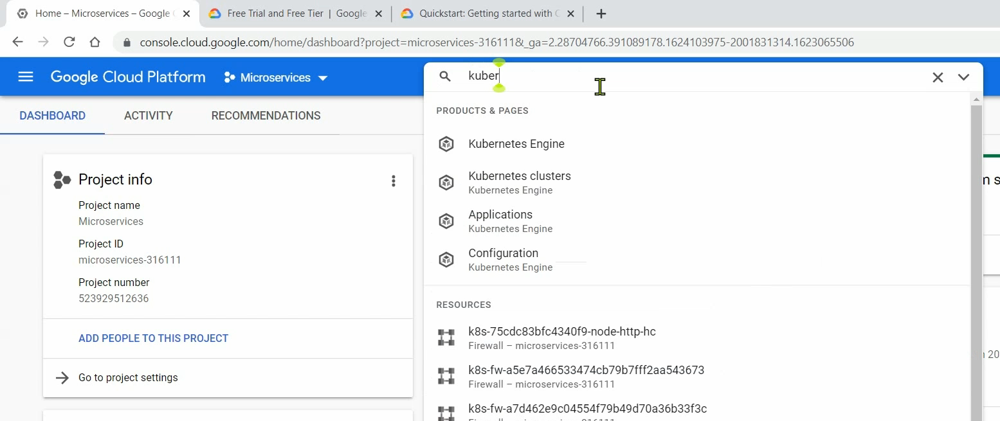 Home – Microservices – Google
Free Trial and Free Tier | Google
Quickstart: Getting started with
console.cloud.google.com/home/dashboard?project=microservices-316111&_ga=2.28704766.391089178.1624103975-2001831314.1623065506
Google Cloud Platform
Microservices
kuber
DASHBOARD
ACTIVITY
RECOMMENDATIONS
PRODUCTS & PAGES
Kubernetes Engine
Kubernetes clusters
Kubernetes Engine
Applications
Kubernetes Engine
Configuration
Kubernetes Engine
RESOURCES
k8s-75cdc83bfc4340f9-node-http-hc
Firewall – microservices-316111
k8s-fw-a5e7a466533474cb79b7fff2aa543673
Firewall – microservices-316111
k8s-fw-a7d462e9c04554f79b49d70a36b33f3c
Project info
Project name
Microservices
Project ID
microservices-316111
Project number
523929512636
ADD PEOPLE TO THIS PROJECT
Go to project settings